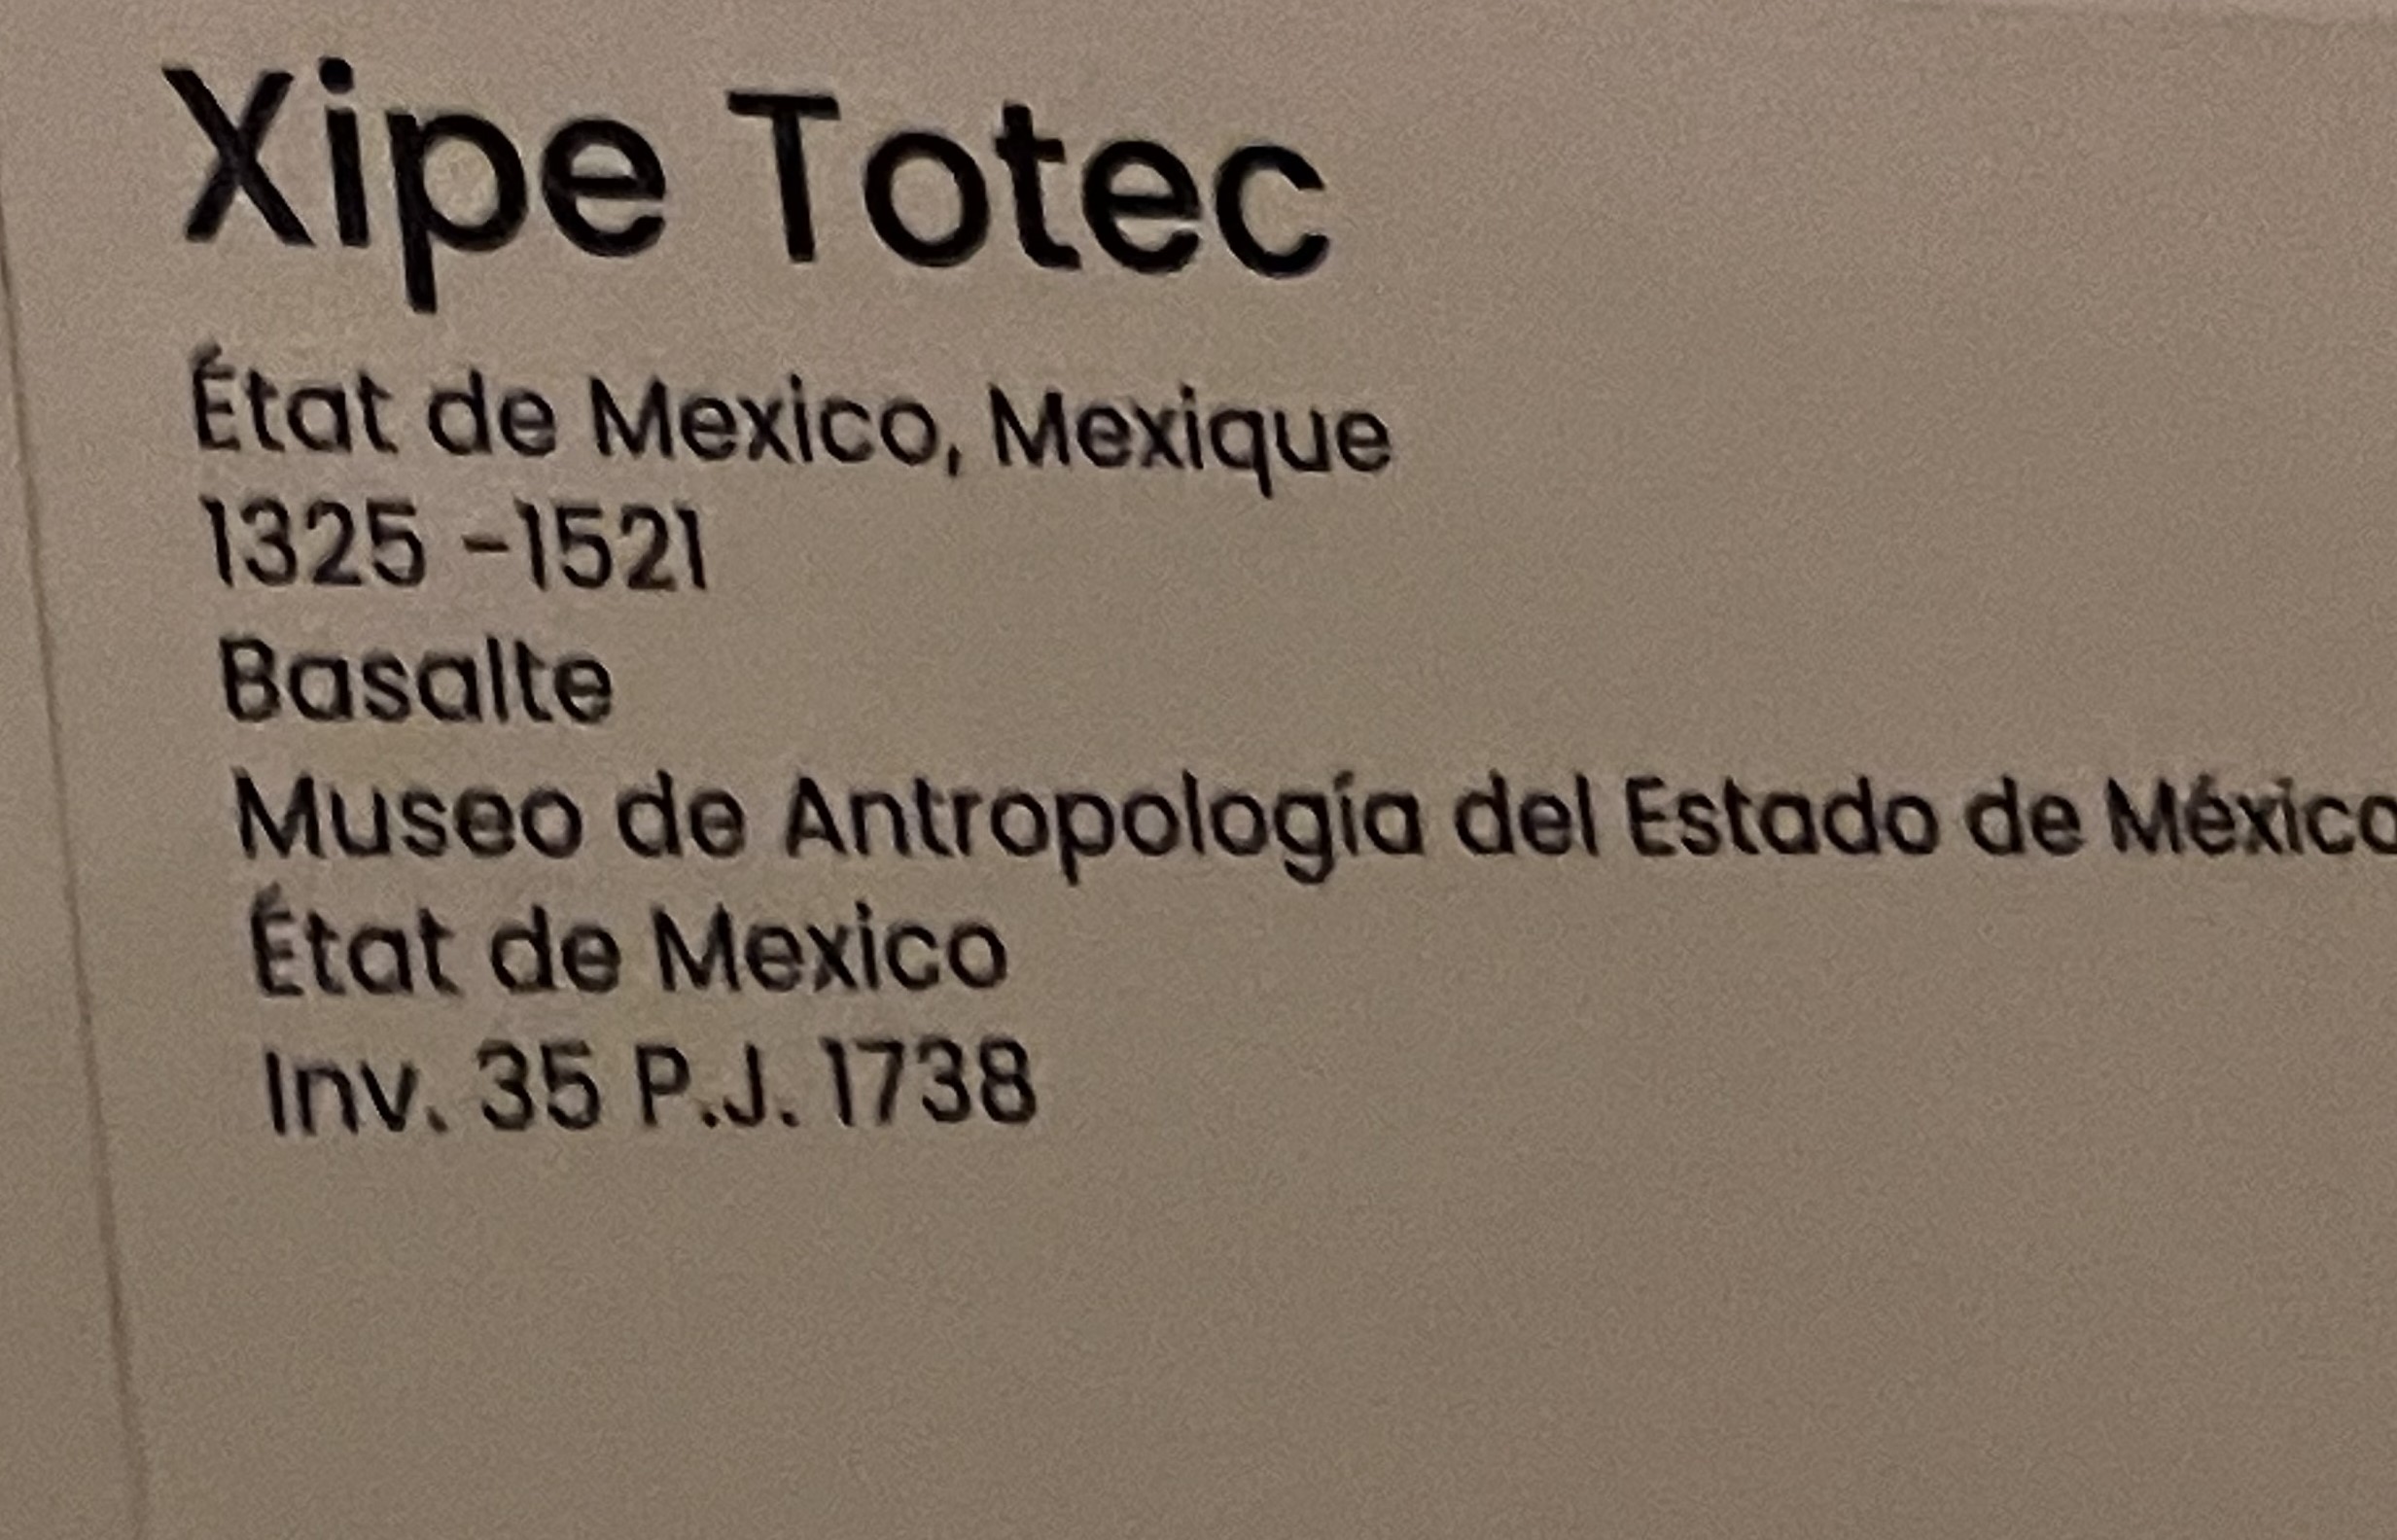 Xipe Totec
État de Mexico, Mexique
1325 -1521
Basalte
Museo de Antropología del Estado de México
État de Mexico
Inv. 35 P.J. 1738